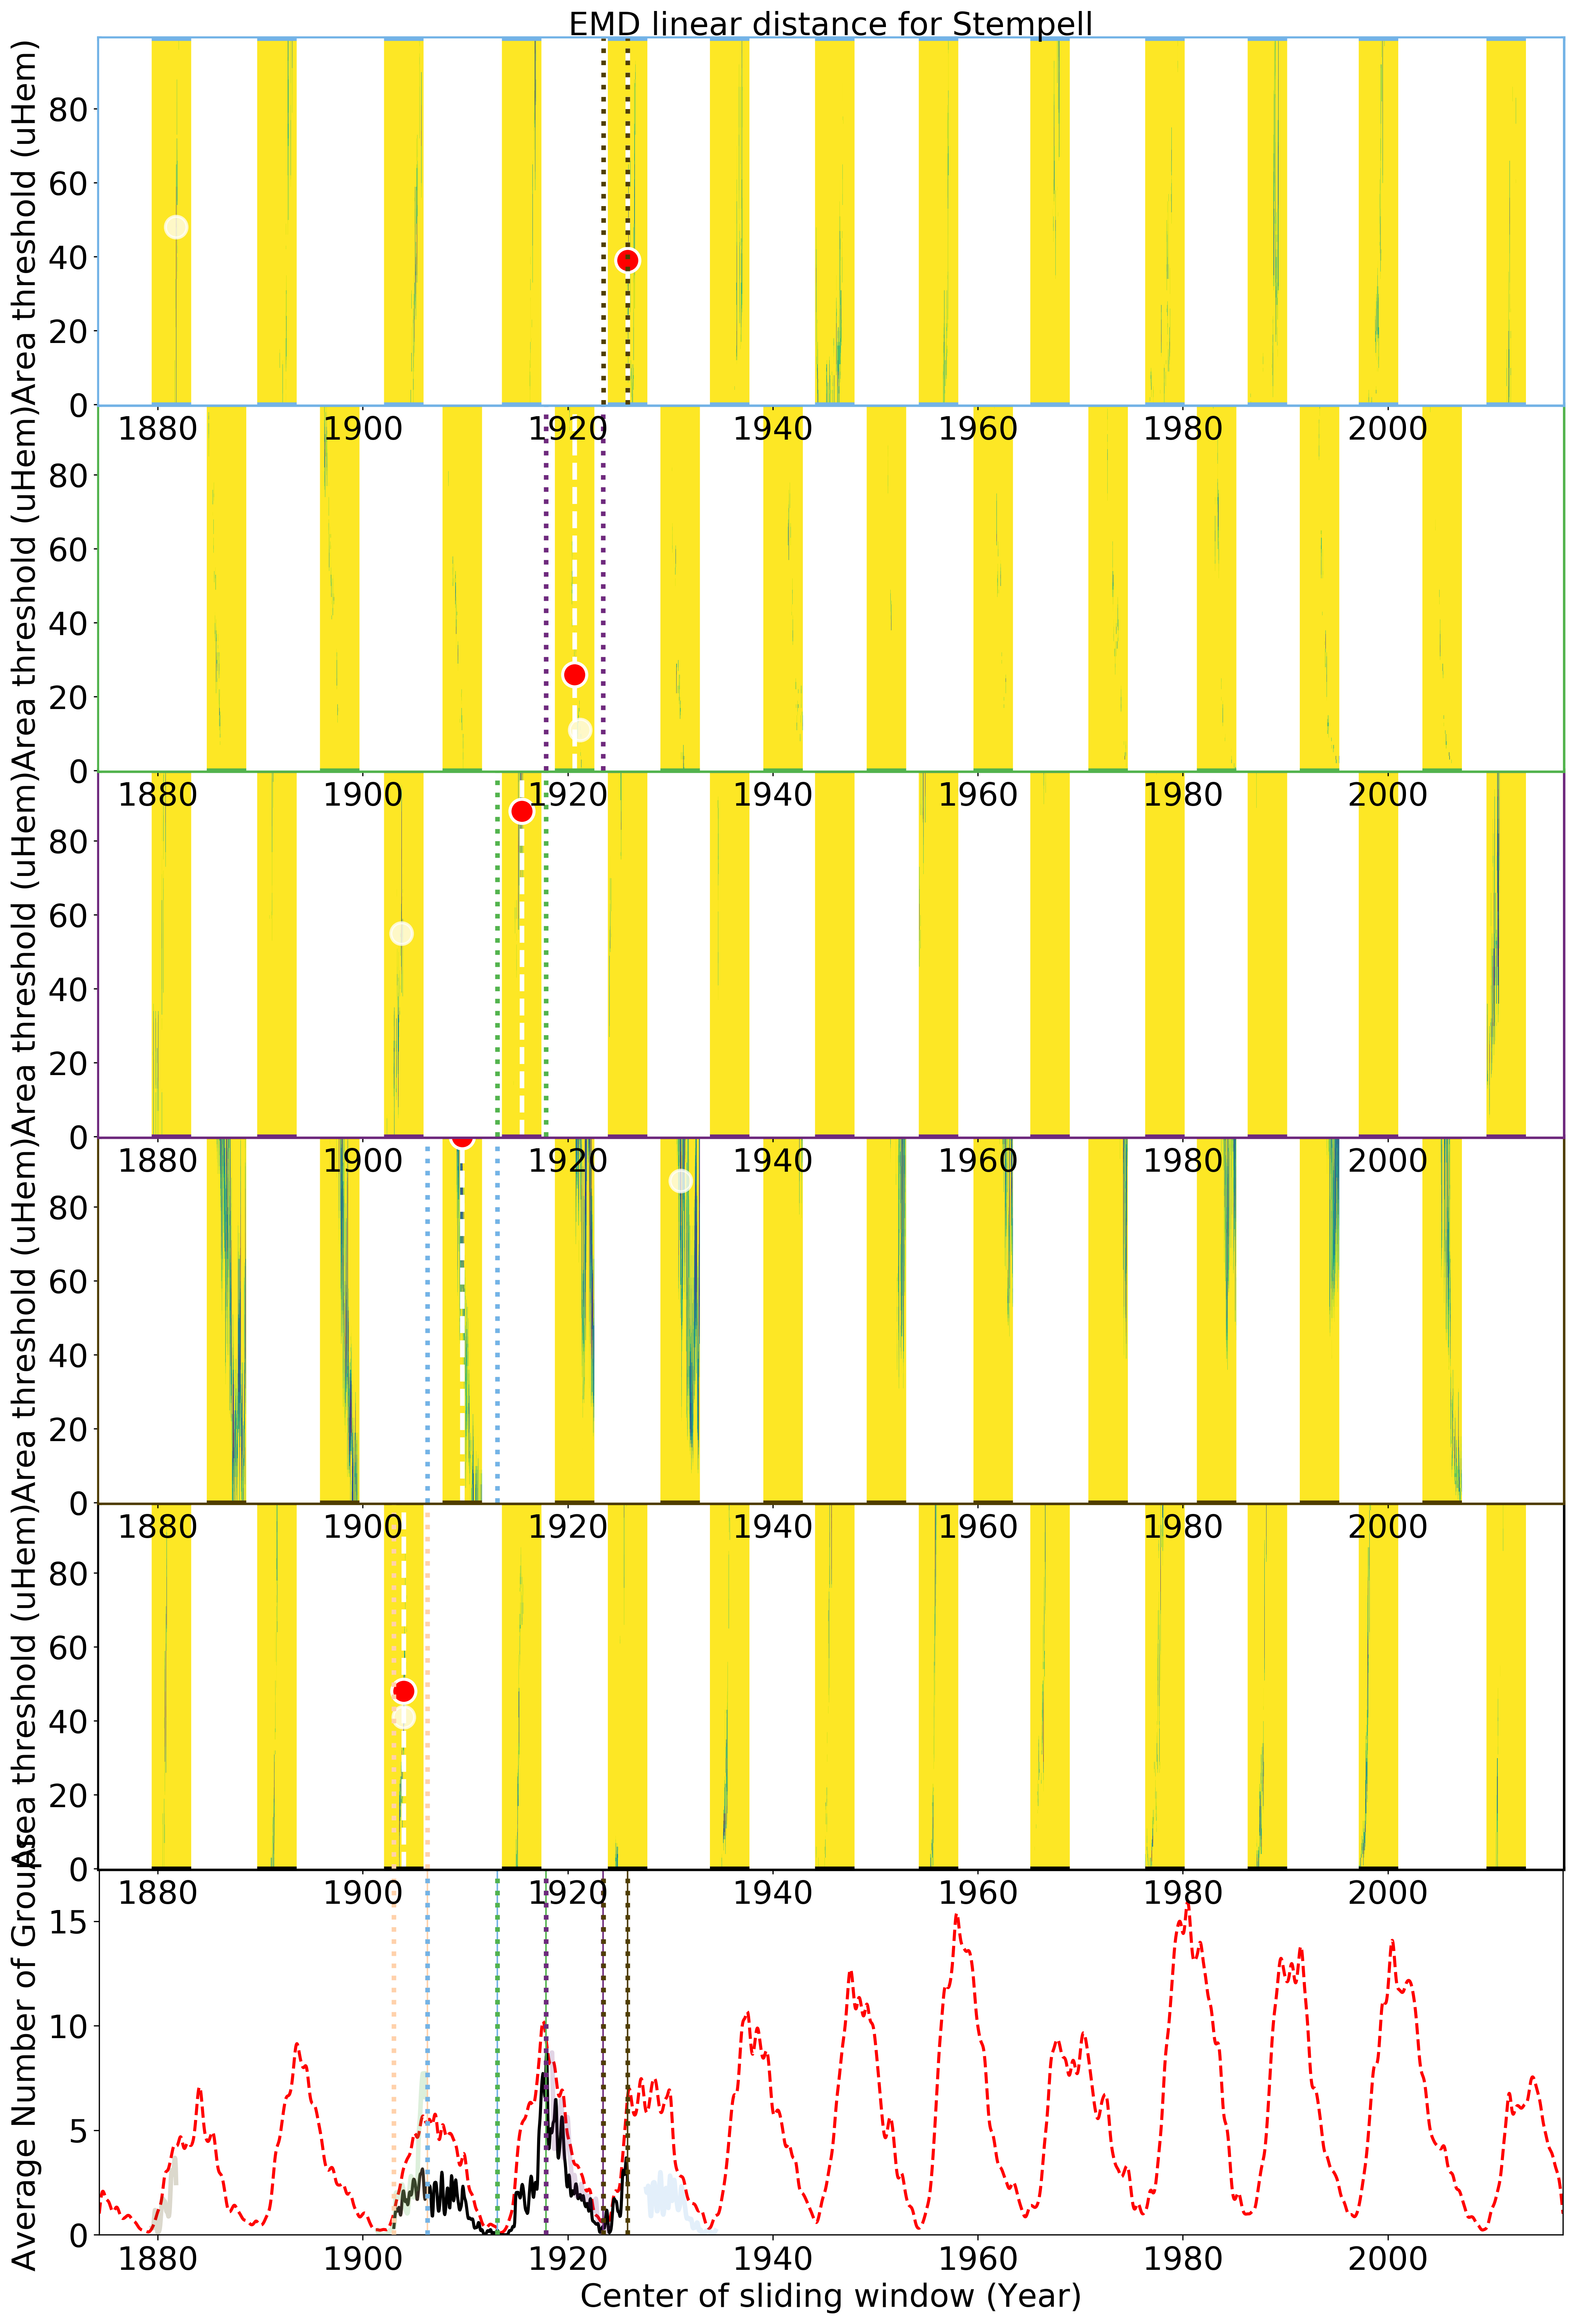 EMD linear distance for Stempell
Area threshold (uHem)
80
60
40
20
0
1880 1900 1920 1940 1960 1980 2000
Area threshold (uHem)
80
60
40
20
0
1880 1900 1920 1940 1960 1980 2000
Area threshold (uHem)
80
60
40
20
0
1880 1900 1920 1940 1960 1980 2000
Area threshold (uHem)
80
60
40
20
0
1880 1900 1920 1940 1960 1980 2000
Area threshold (uHem)
80
60
40
20
0
1880 1900 1920 1940 1960 1980 2000
Average Number of Groups
15
10
5
0
1880 1900 1920 1940 1960 1980 2000
Center of sliding window (Year)